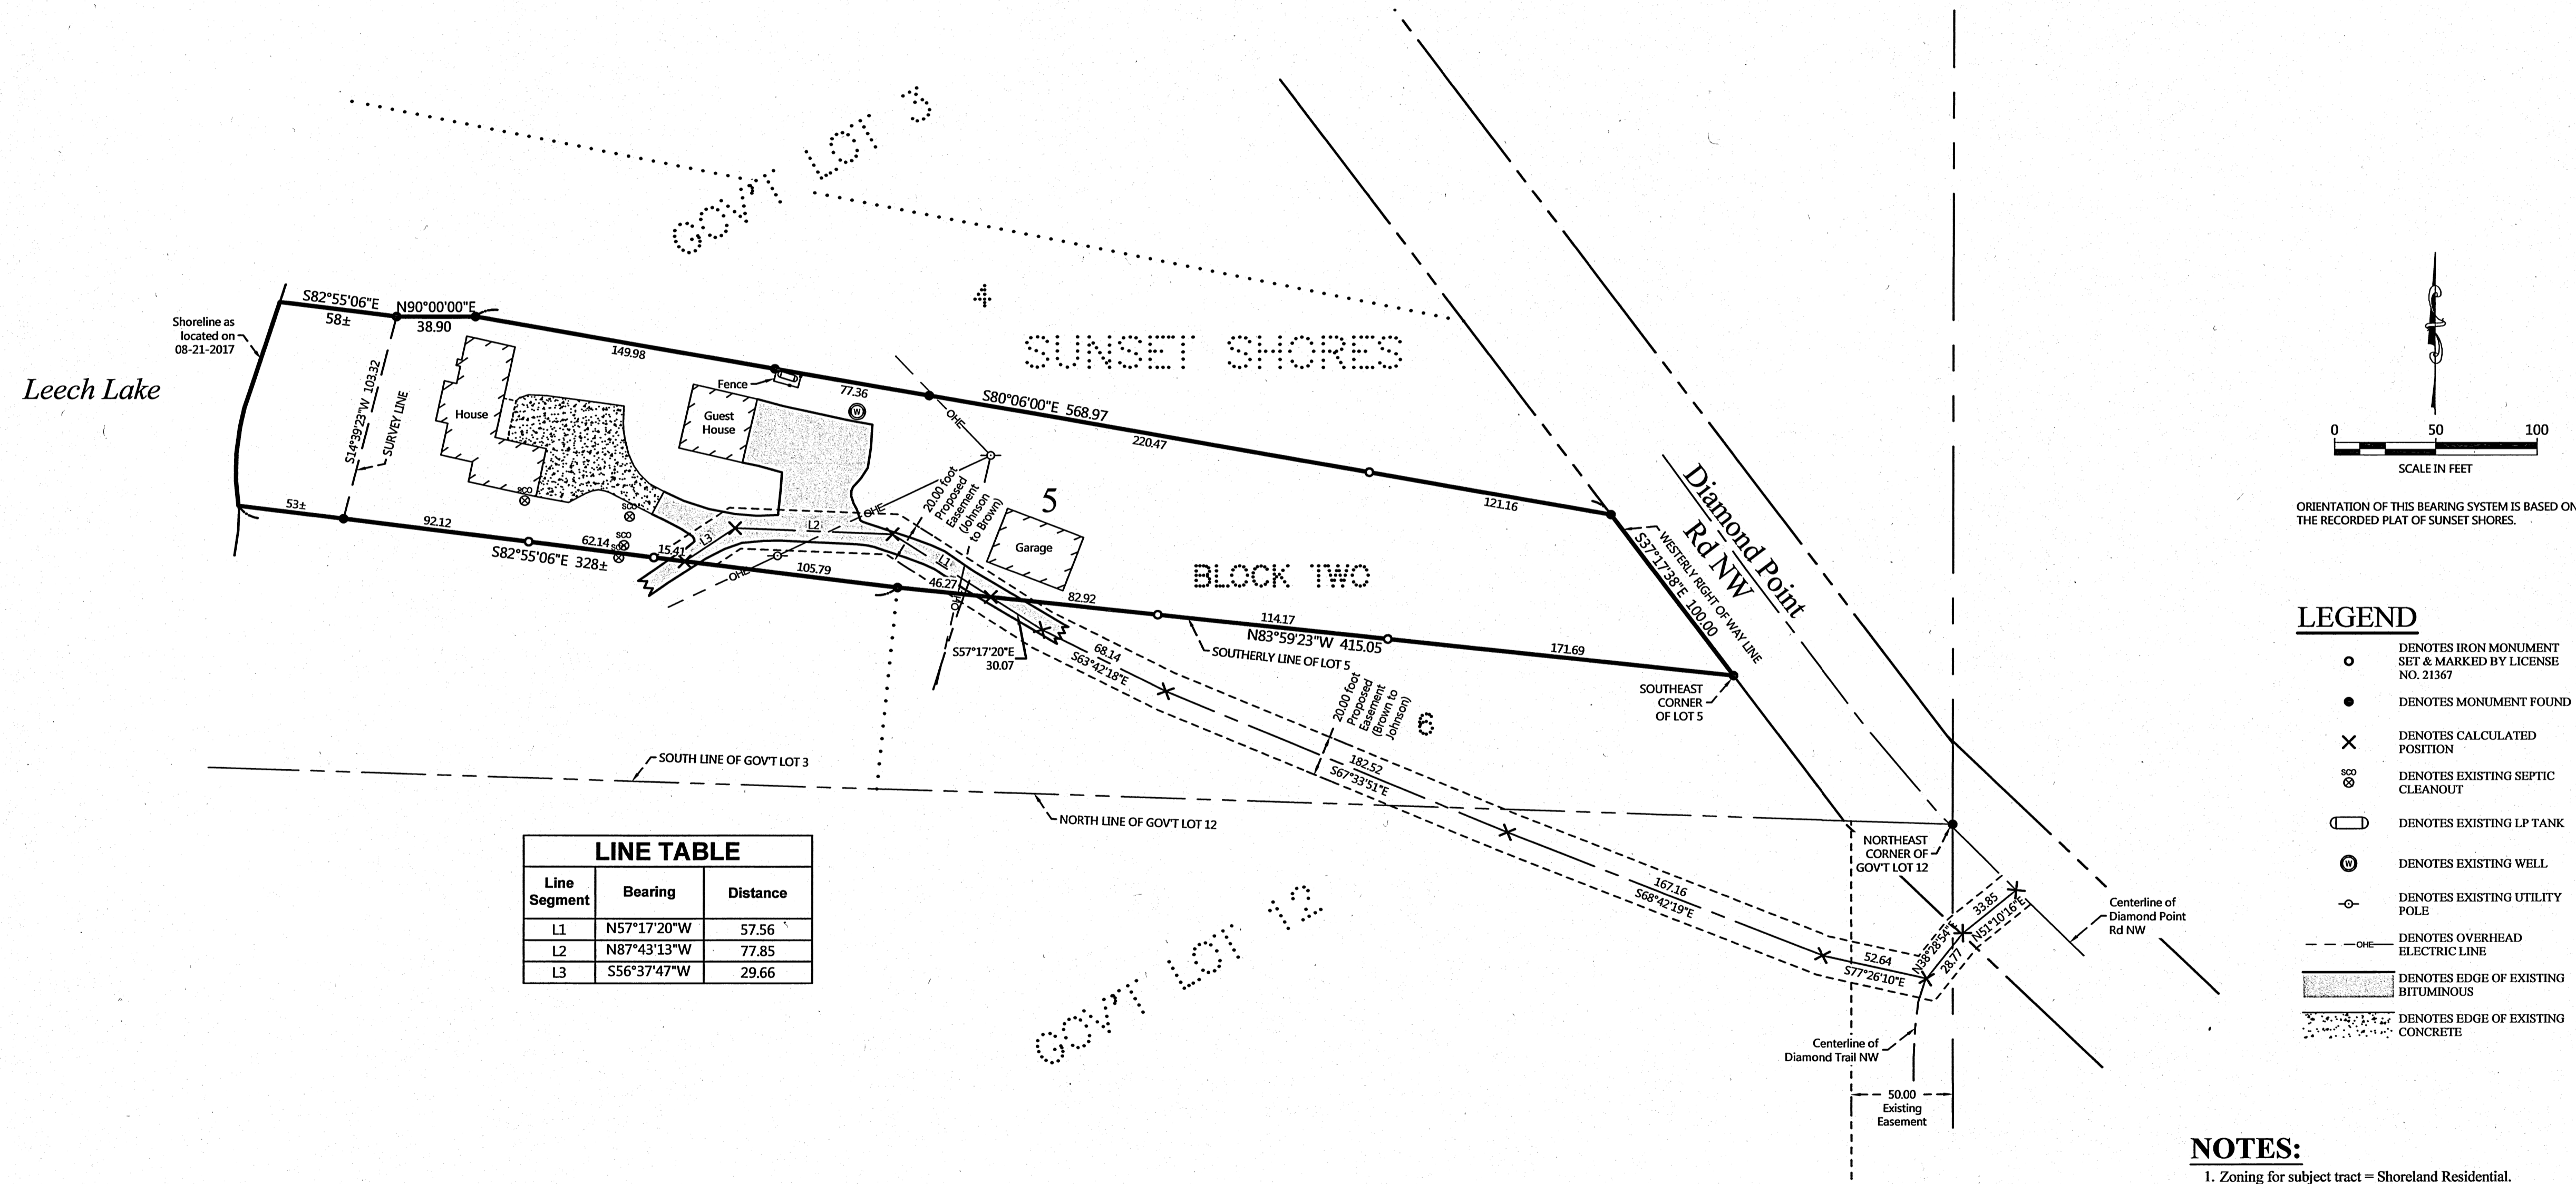 GOV'T LOT 3
4
SUNSET SHORES
Shoreline as
located on
08-21-2017
Leech Lake
S82°55'06"E
58±
N90°00'00"E
38.90
149.98
Fence
77.36
S80°06'00"E 568.97
220.47
121.16
S14°39'23"W 103.32
SURVEY LINE
House
Guest
House
W
OHE
OHE
20.00 foot
Proposed
Easement
(Johnson
to Brown)
5
Garage
BLOCK TWO
Diamond Point
Rd NW
WESTERLY RIGHT OF WAY LINE
S37°17'38"E 100.00
53±
92.12
SCO
SCO
SCO
SCO
62.14
S82°55'06"E 328±
15.41
L3
L2
L1
OHE
105.79
46.27
OHE
82.92
114.17
N83°59'23"W 415.05
SOUTHERLY LINE OF LOT 5
171.69
S57°17'20"E
30.07
68.14
S63°42'18"E
SOUTHEAST
CORNER
OF LOT 5
20.00 foot
Proposed
Easement
(Brown to
Johnson)
6
SOUTH LINE OF GOV'T LOT 3
NORTH LINE OF GOV'T LOT 12
182.52
S67°33'51"E
NORTHEAST
CORNER OF
GOV'T LOT 12
167.16
S68°42'19"E
52.64
S77°26'10"E
N38°28'54"E
28.77
33.85
N51°10'16"E
Centerline of
Diamond Point
Rd NW
Centerline of
Diamond Trail NW
50.00
Existing
Easement
GOV'T LOT 12
LINE TABLE
Line
Segment
Bearing
Distance
L1 N57°17'20"W 57.56
L2 N87°43'13"W 77.85
L3 S56°37'47"W 29.66
0 50 100
SCALE IN FEET
ORIENTATION OF THIS BEARING SYSTEM IS BASED ON
THE RECORDED PLAT OF SUNSET SHORES.
LEGEND
DENOTES IRON MONUMENT
SET & MARKED BY LICENSE
NO. 21367
DENOTES MONUMENT FOUND
DENOTES CALCULATED
POSITION
SCO
DENOTES EXISTING SEPTIC
CLEANOUT
DENOTES EXISTING LP TANK
W
DENOTES EXISTING WELL
DENOTES EXISTING UTILITY
POLE
OHE
DENOTES OVERHEAD
ELECTRIC LINE
DENOTES EDGE OF EXISTING
BITUMINOUS
DENOTES EDGE OF EXISTING
CONCRETE
NOTES:
1. Zoning for subject tract = Shoreland Residential.